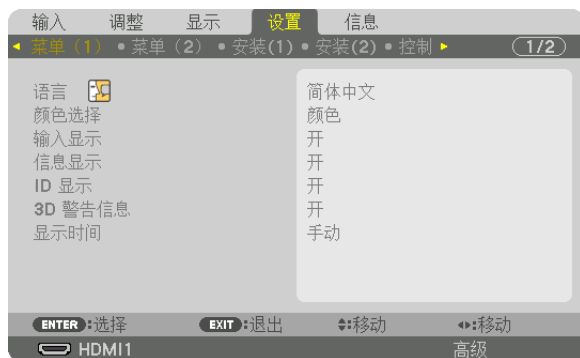 输入 调整 显示 设置 信息
菜单（1） ● 菜单（2） ● 安装(1) ● 安装(2) ● 控制 1/2
语言 简体中文
颜色选择 颜色
输入显示 开
信息显示 开
ID 显示 开
3D 警告信息 开
显示时间 手动
ENTER:选择 EXIT:退出 :移动 :移动
HDMI1 高级